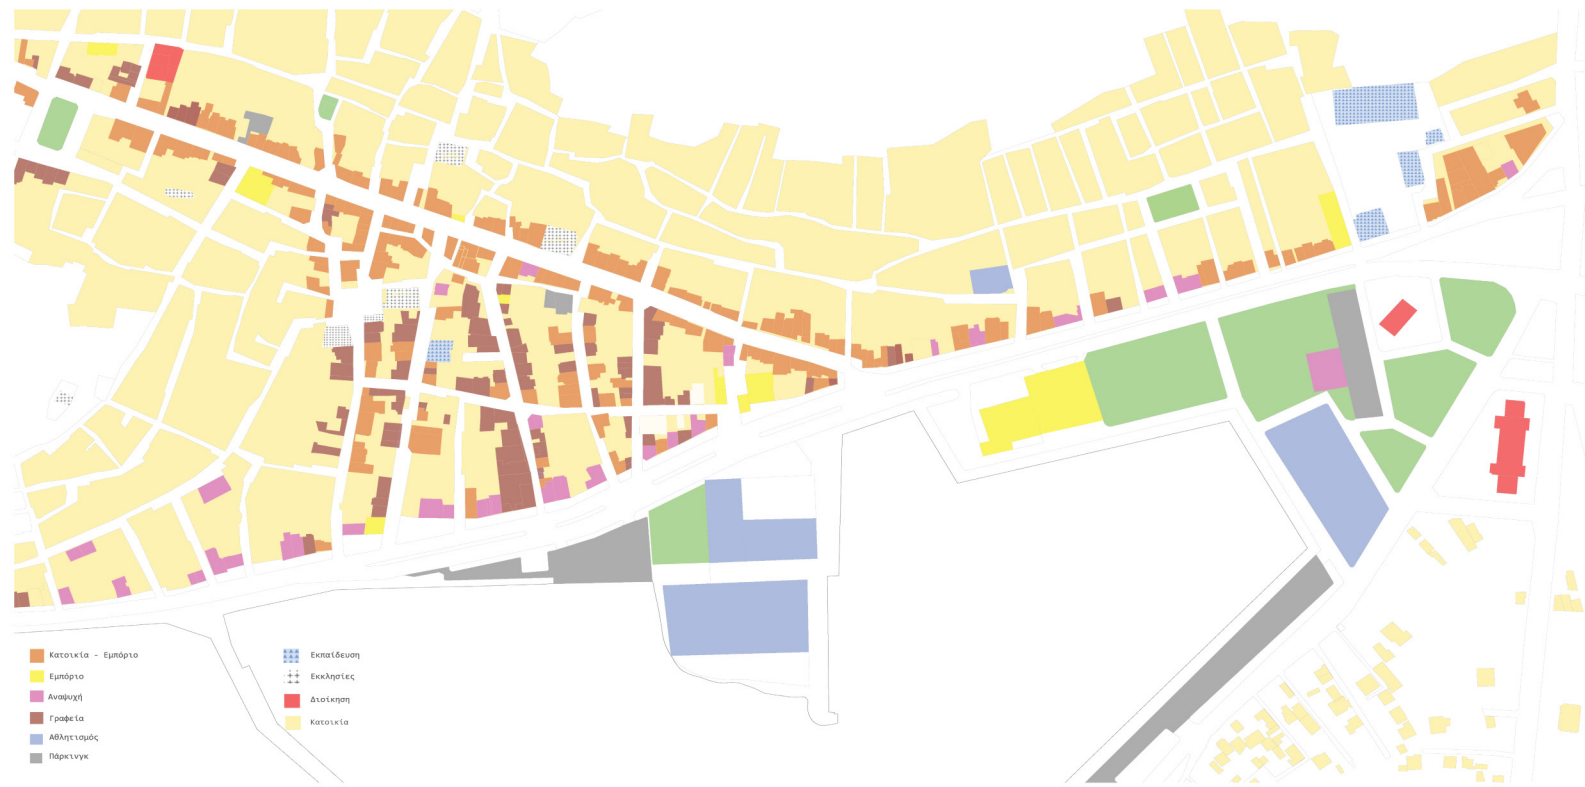 Κατοικία - Εμπόριο
Εμπόριο
Αναψυχή
Γραφεία
Αθλητισμός
Πάρκινγκ
Εκπαίδευση
Εκκλησίες
Διοίκηση
Κατοικία